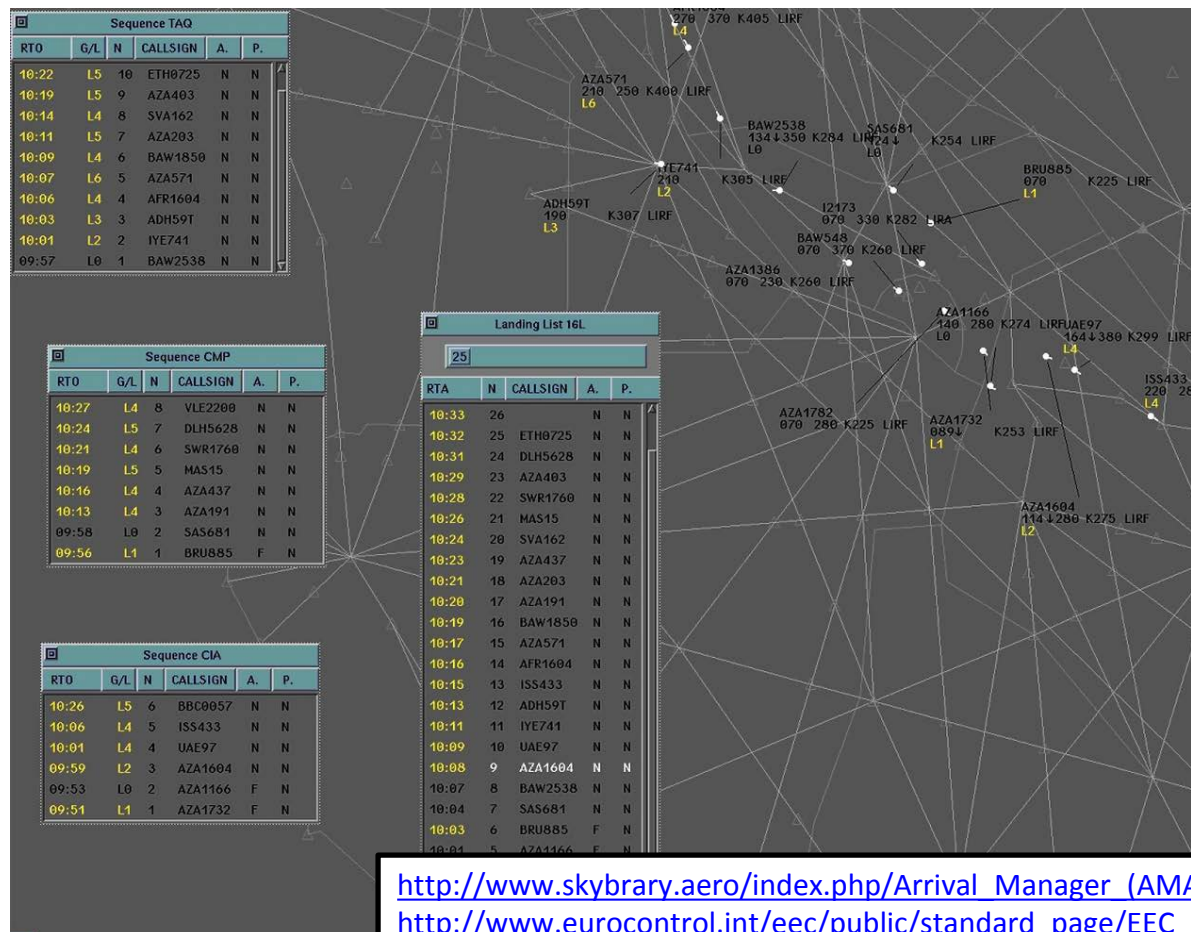 Sequence TAQ
RTO G/L N CALLSIGN A. P.
10:22 L5 10 ETH0725 N N
10:19 L5 9 AZA403 N N
10:14 L4 8 SVA162 N N
10:11 L5 7 AZA203 N N
10:09 L4 6 BAW1850 N N
10:07 L6 5 AZA571 N N
10:06 L4 4 AFR1604 N N
10:03 L3 3 ADH59T N N
10:01 L2 2 IYE741 N N
09:57 L0 1 BAW2538 N N
Sequence CMP
RTO G/L N CALLSIGN A. P.
10:27 L4 8 VLE2200 N N
10:24 L5 7 DLH5628 N N
10:21 L4 6 SWR1760 N N
10:19 L5 5 MAS15 N N
10:16 L4 4 AZA437 N N
10:13 L4 3 AZA191 N N
09:58 L0 2 SAS681 N N
09:56 L1 1 BRU885 F N
Sequence CIA
RTO G/L N CALLSIGN A. P.
10:26 L5 6 BBC0057 N N
10:06 L4 5 ISS433 N N
10:01 L4 4 UAE97 N N
09:59 L2 3 AZA1604 N N
09:53 L0 2 AZA1166 F N
09:51 L1 1 AZA1732 F N
Landing List 16L
25
RTA N CALLSIGN A. P.
10:33 26 N N
10:32 25 ETH0725 N N
10:31 24 DLH5628 N N
10:29 23 AZA403 N N
10:28 22 SWR1760 N N
10:26 21 MAS15 N N
10:24 20 SVA162 N N
10:23 19 AZA437 N N
10:21 18 AZA203 N N
10:20 17 AZA191 N N
10:19 16 BAW1850 N N
10:17 15 AZA571 N N
10:16 14 AFR1604 N N
10:15 13 ISS433 N N
10:13 12 ADH59T N N
10:11 11 IYE741 N N
10:09 10 UAE97 N N
10:08 9 AZA1604 N N
10:07 8 BAW2538 N N
10:04 7 SAS681 N N
10:03 6 BRU885 F N
10:01 5 AZA1166 F N
AFR1604
270 370 K405 LIRF
L4
AZA571
210 250 K400 LIRF
L6
BAW2538
134↓350 K284 LIRF
L0
SAS681
124↓ K254 LIRF
L0
IYE741
210 K305 LIRF
L2
BRU885
070 K225 LIRF
L1
ADH59T
190 K307 LIRF
L3
I2173
070 330 K282 LIRA
BAW548
070 370 K260 LIRF
AZA1386
070 230 K260 LIRF
AZA1166
140 280 K274 LIRF
L0
UAE97
164↓380 K299 LIRF
L4
ISS433
220 28
L4
AZA1782
070 280 K225 LIRF
AZA1732
089↓ K253 LIRF
L1
AZA1604
114↓280 K275 LIRF
L2
http://www.skybrary.aero/index.php/Arrival_Manager_(AMA
http://www.eurocontrol.int/eec/public/standard_page/EEC